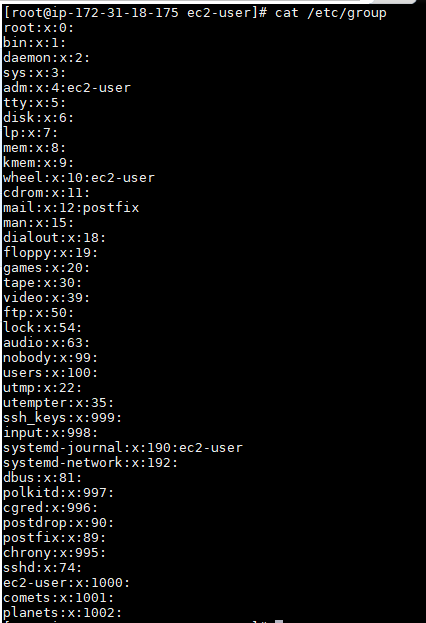 [root@ip-172-31-18-175 ec2-user]# cat /etc/group
root:x:0:
bin:x:1:
daemon:x:2:
sys:x:3:
adm:x:4:ec2-user
tty:x:5:
disk:x:6:
lp:x:7:
mem:x:8:
kmem:x:9:
wheel:x:10:ec2-user
cdrom:x:11:
mail:x:12:postfix
man:x:15:
dialout:x:18:
floppy:x:19:
games:x:20:
tape:x:30:
video:x:39:
ftp:x:50:
lock:x:54:
audio:x:63:
nobody:x:99:
users:x:100:
utmp:x:22:
utempter:x:35:
ssh_keys:x:999:
input:x:998:
systemd-journal:x:190:ec2-user
systemd-network:x:192:
dbus:x:81:
polkitd:x:997:
cgred:x:996:
postdrop:x:90:
postfix:x:89:
chrony:x:995:
sshd:x:74:
ec2-user:x:1000:
comets:x:1001:
planets:x:1002: